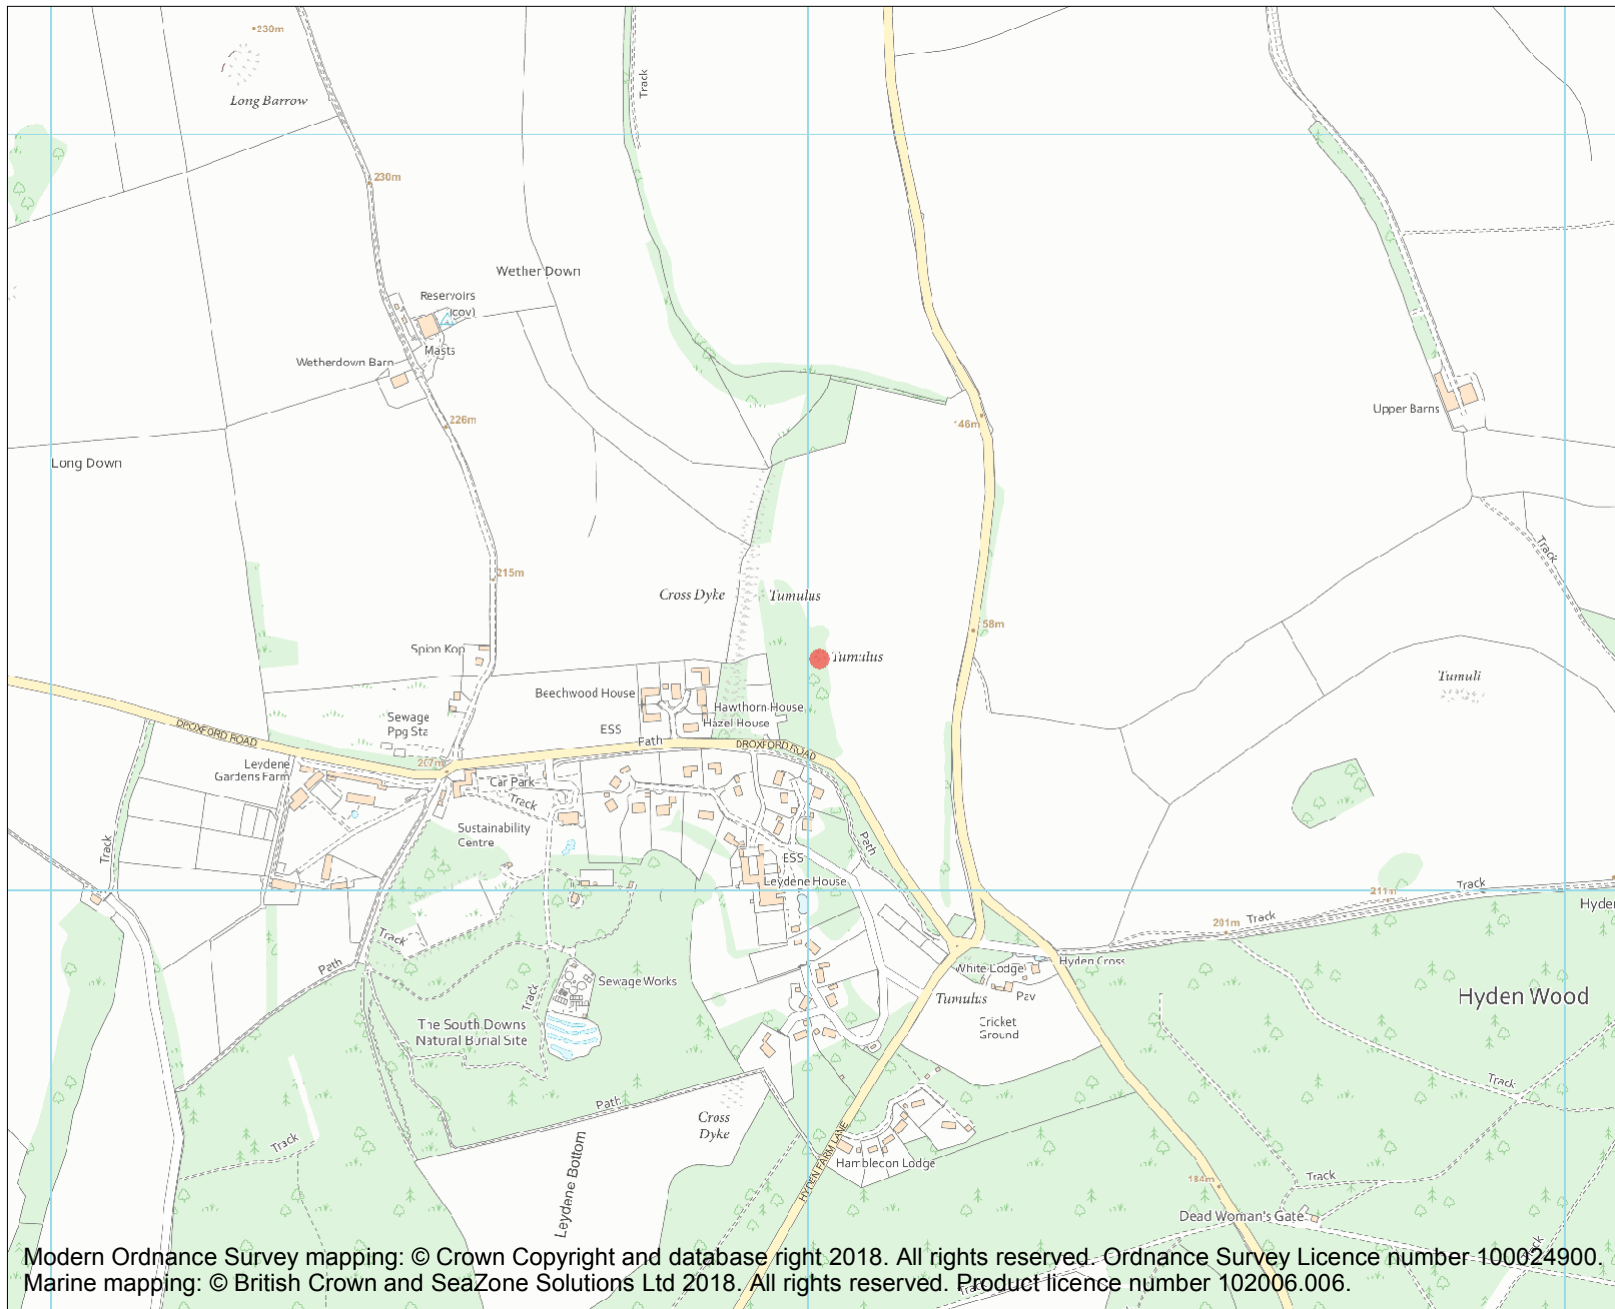 230m
Long Barrow
Track
230m
Wether Down
Reservoirs
(cov)
Masts
Wetherdown Barn
226m
Long Down
Upper Barns
Track
215m
Cross Dyke
Tumulus
58m
Spion Kop
Tumulus
Tumuli
Beechwood House
Hawthorn House
Hazel House
Sewage
Ppg Sta
ESS
Path
DROXFORD ROAD
DROXFORD ROAD
207m
Leydene
Gardens Farm
Car Park
Track
Sustainability
Centre
Track
Path
ESS
Leydene House
211m
Track
Hyden
201m
Track
Track
Path
Hyden Cross
White Lodge
Pav
Tumulus
Cricket
Ground
Hyden Wood
Sewage Works
Track
The South Downs
Natural Burial Site
Track
Path
Cross
Dyke
Track
Leydene Bottom
HYDEN FARM LANE
Hamblecon Lodge
Track
184m
Dead Woman's Gate
Track
Track
Modern Ordnance Survey mapping: © Crown Copyright and database right 2018. All rights reserved. Ordnance Survey Licence number 100024900.
Marine mapping: © British Crown and SeaZone Solutions Ltd 2018. All rights reserved. Product licence number 102006.006.